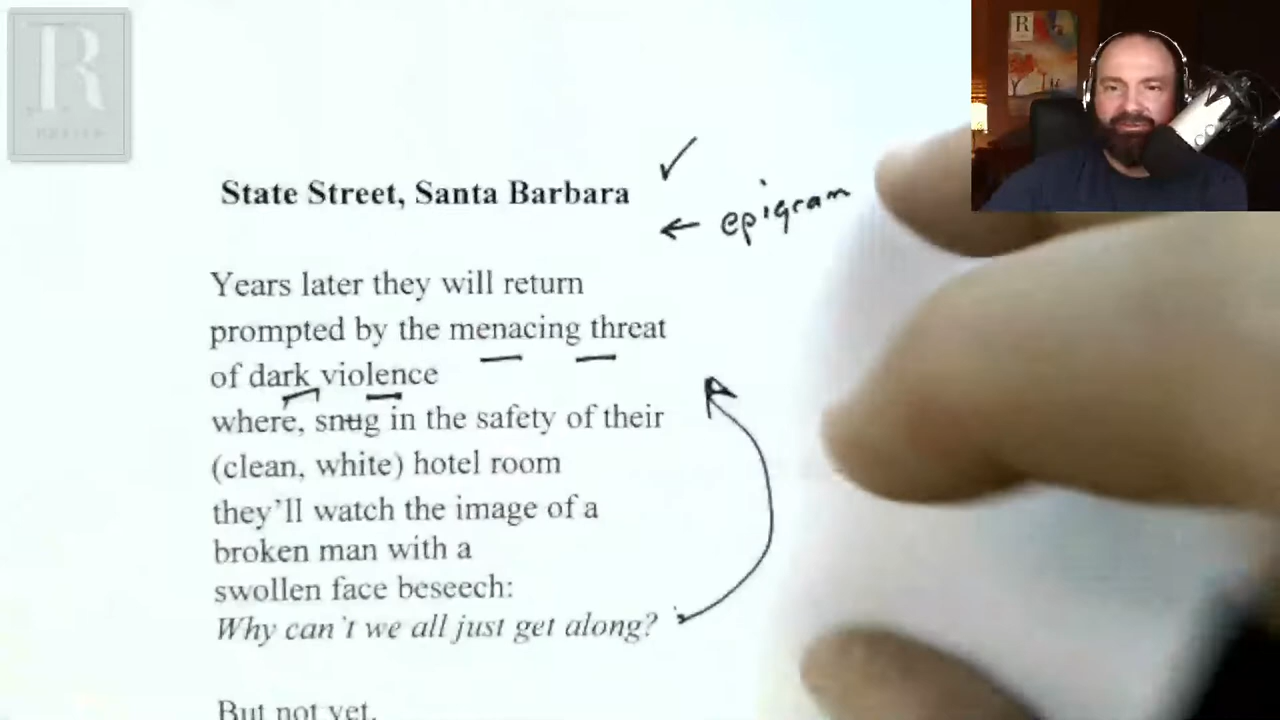 R
State Street, Santa Barbara
← epigram
Years later they will return
prompted by the menacing threat
of dark violence
where, snug in the safety of their
(clean, white) hotel room
they'll watch the image of a
broken man with a
swollen face beseech:
Why can't we all just get along?
But not yet.
R